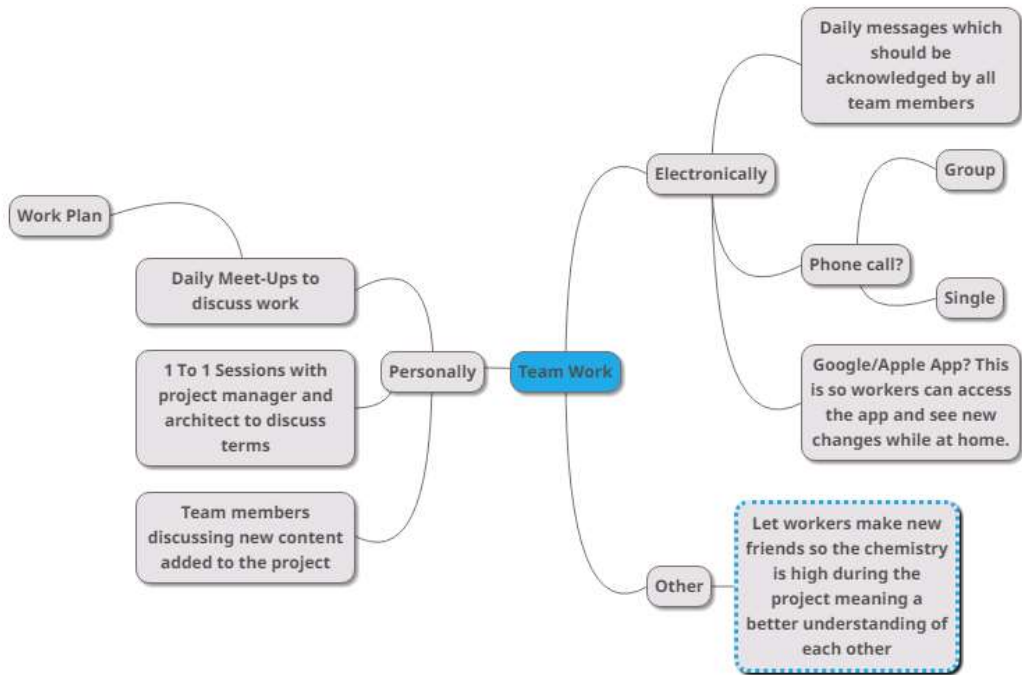 Daily messages which
should be
acknowledged by all
team members
Electronically
Group
Phone call?
Single
Google/Apple App? This
is so workers can access
the app and see new
changes while at home.
Work Plan
Daily Meet-Ups to
discuss work
1 To 1 Sessions with
project manager and
architect to discuss
terms
Team members
discussing new content
added to the project
Personally
Team Work
Other
Let workers make new
friends so the chemistry
is high during the
project meaning a
better understanding of
each other